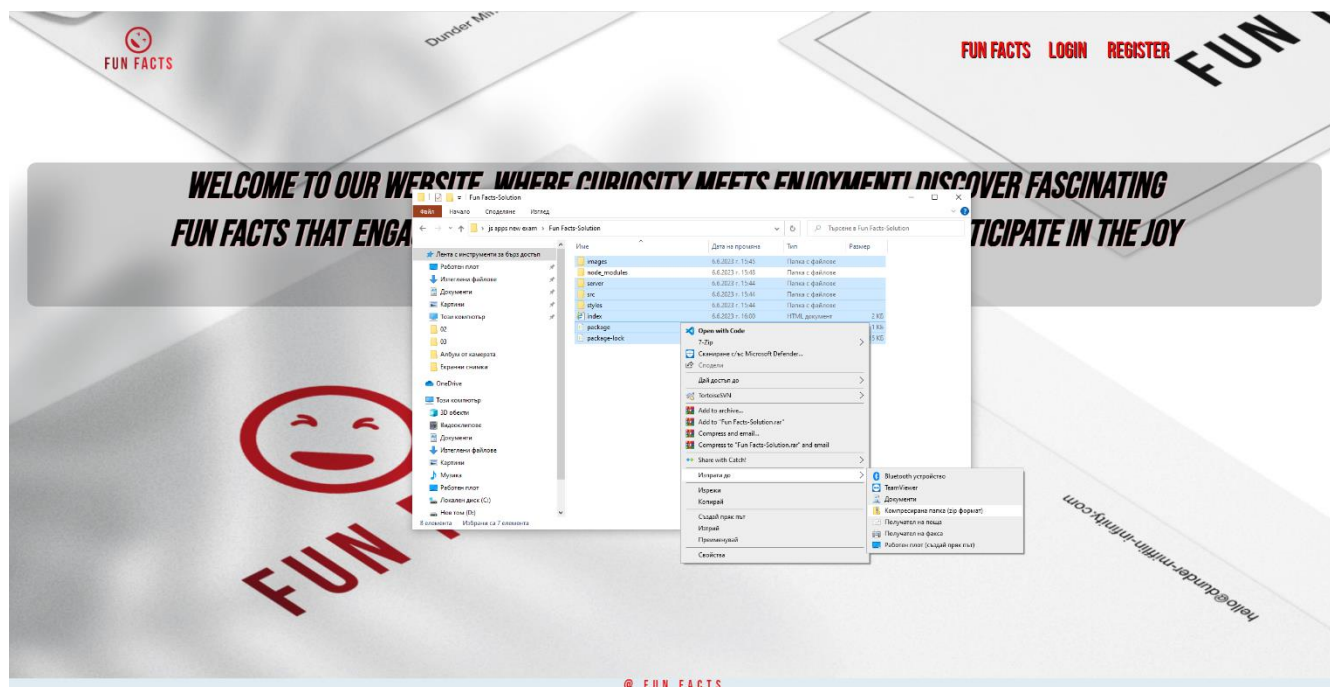 Dunder Mif
FUN FACTS
FUN FACTS LOGIN REGISTER
FUN
WELCOME TO OUR WEBSITE, WHERE CURIOSITY MEETS ENJOYMENT! DISCOVER FASCINATING
FUN FACTS THAT ENGA
TICIPATE IN THE JOY
Fun Facts-Solution
Файл Начало Споделяне Изглед
js apps new exam › Fun Facts-Solution
Търсене в Fun Facts-Solution
Име Дата на промяна Тип Размер
Лента с инструменти за бърз достъп
Работен плот
Изтеглени файлове
Документи
Картини
Този компютър
02
03
Албум от камерата
Екранни снимки
OneDrive
Този компютър
3D обекти
Видеоклипове
Документи
Изтеглени файлове
Картини
Музика
Работен плот
Локален диск (C:)
Нов том (D:)
images 6.6.2023 г. 15:45 Папка с файлове
node_modules 6.6.2023 г. 15:48 Папка с файлове
server 6.6.2023 г. 15:44 Папка с файлове
src 6.6.2023 г. 15:44 Папка с файлове
styles 6.6.2023 г. 15:44 Папка с файлове
index 6.6.2023 г. 16:00 HTML документ 2 КБ
package 1 КБ
package-lock 5 КБ
8 елемента Избрани са 7 елемента
Open with Code
7-Zip
Сканиране с/ъс Microsoft Defender...
Сподели
Дай достъп до
TortoiseSVN
Add to archive...
Add to "Fun Facts-Solution.rar"
Compress and email...
Compress to "Fun Facts-Solution.rar" and email
Share with Catch!
Изпрати до
Изрежи
Копирай
Създай пряк път
Изтрий
Преименувай
Свойства
Bluetooth устройство
TeamViewer
Документи
Компресирана папка (zip формат)
Получател на поща
Получател на факса
Работен плот (създай пряк път)
FUN
hello@dunder-mifflin-infinity.com
@ FUN FACTS